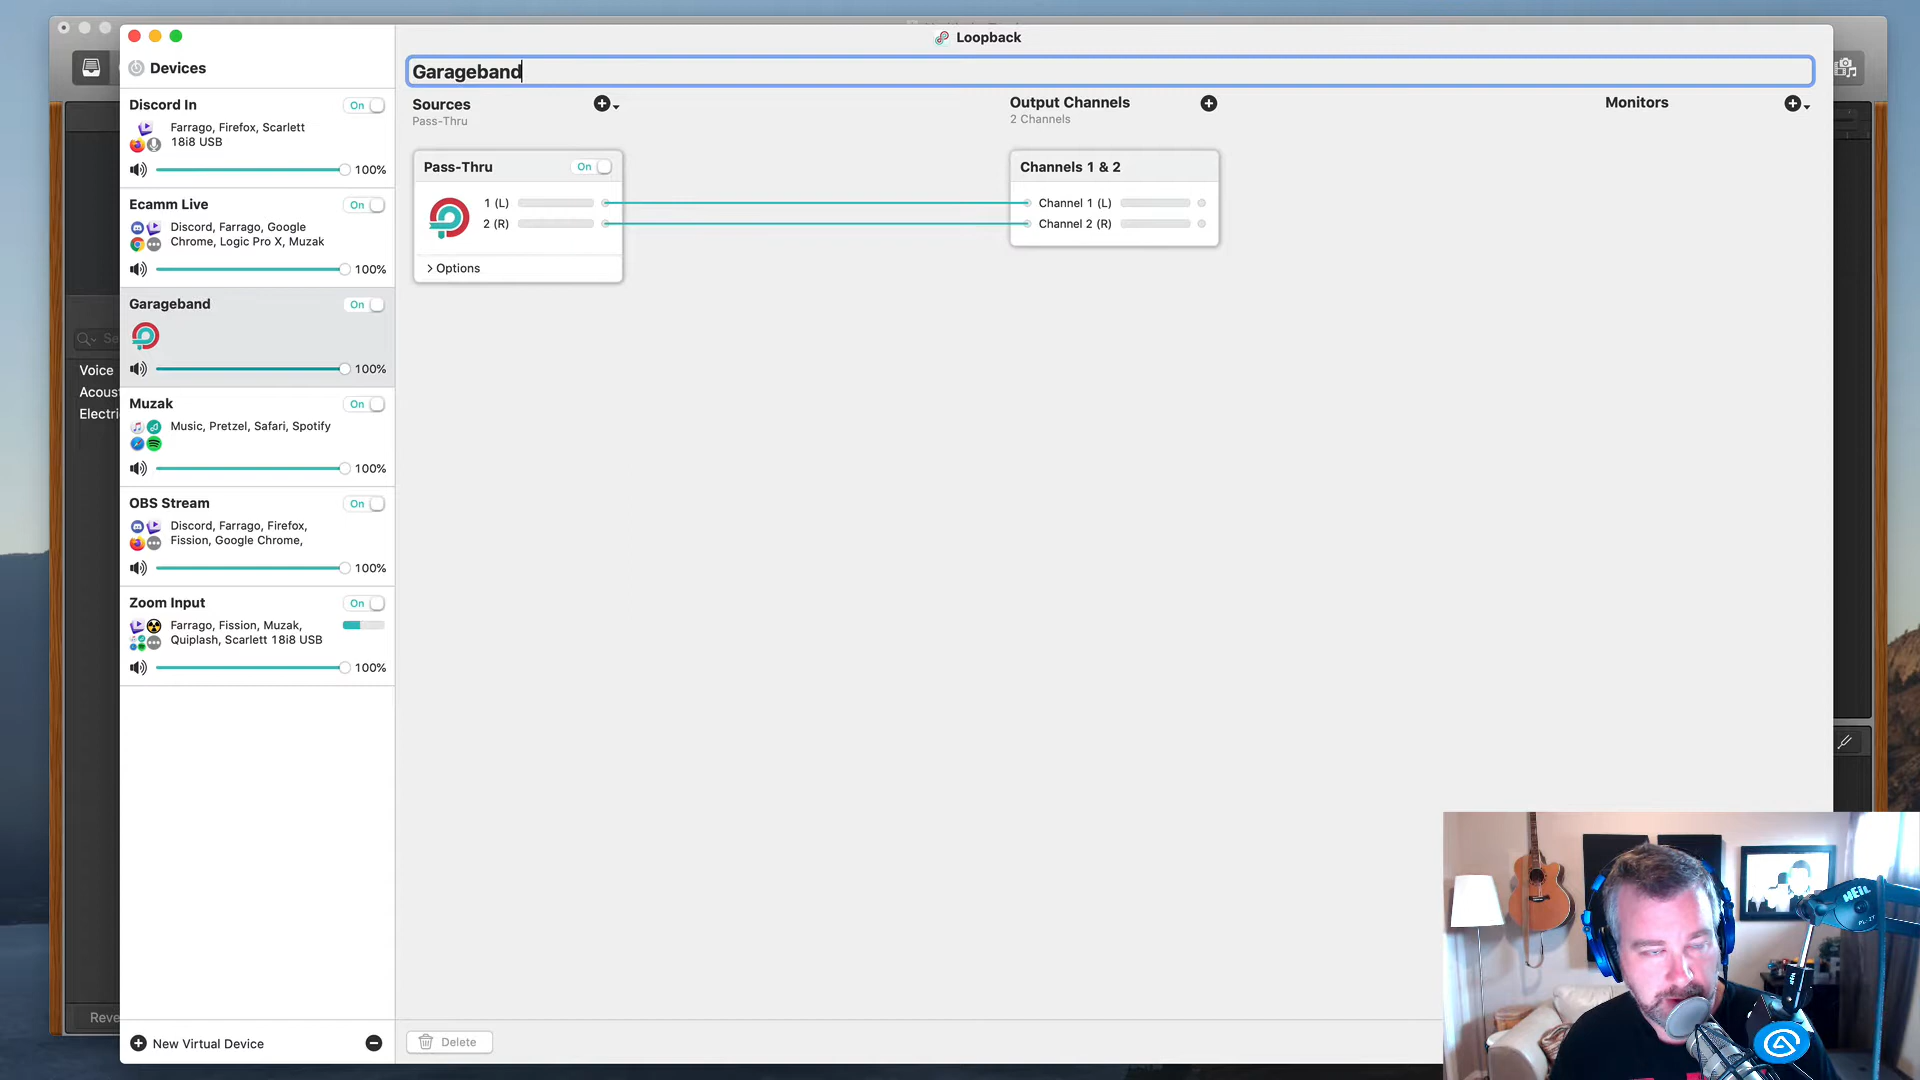 Loopback
Devices
Garageband
Discord In
On
Farrago, Firefox, Scarlett
18i8 USB
100%
Ecamm Live
On
Discord, Farrago, Google
Chrome, Logic Pro X, Muzak
100%
Garageband
On
100%
Muzak
On
Music, Pretzel, Safari, Spotify
100%
OBS Stream
On
Discord, Farrago, Firefox,
Fission, Google Chrome,
100%
Zoom Input
On
Farrago, Fission, Muzak,
Quiplash, Scarlett 18i8 USB
100%
New Virtual Device
Sources
Pass-Thru
Pass-Thru
On
1 (L)
2 (R)
Options
Output Channels
2 Channels
Channels 1 & 2
Channel 1 (L)
Channel 2 (R)
Monitors
Delete
Voice
Acoust
Electri
Reve
HEIL